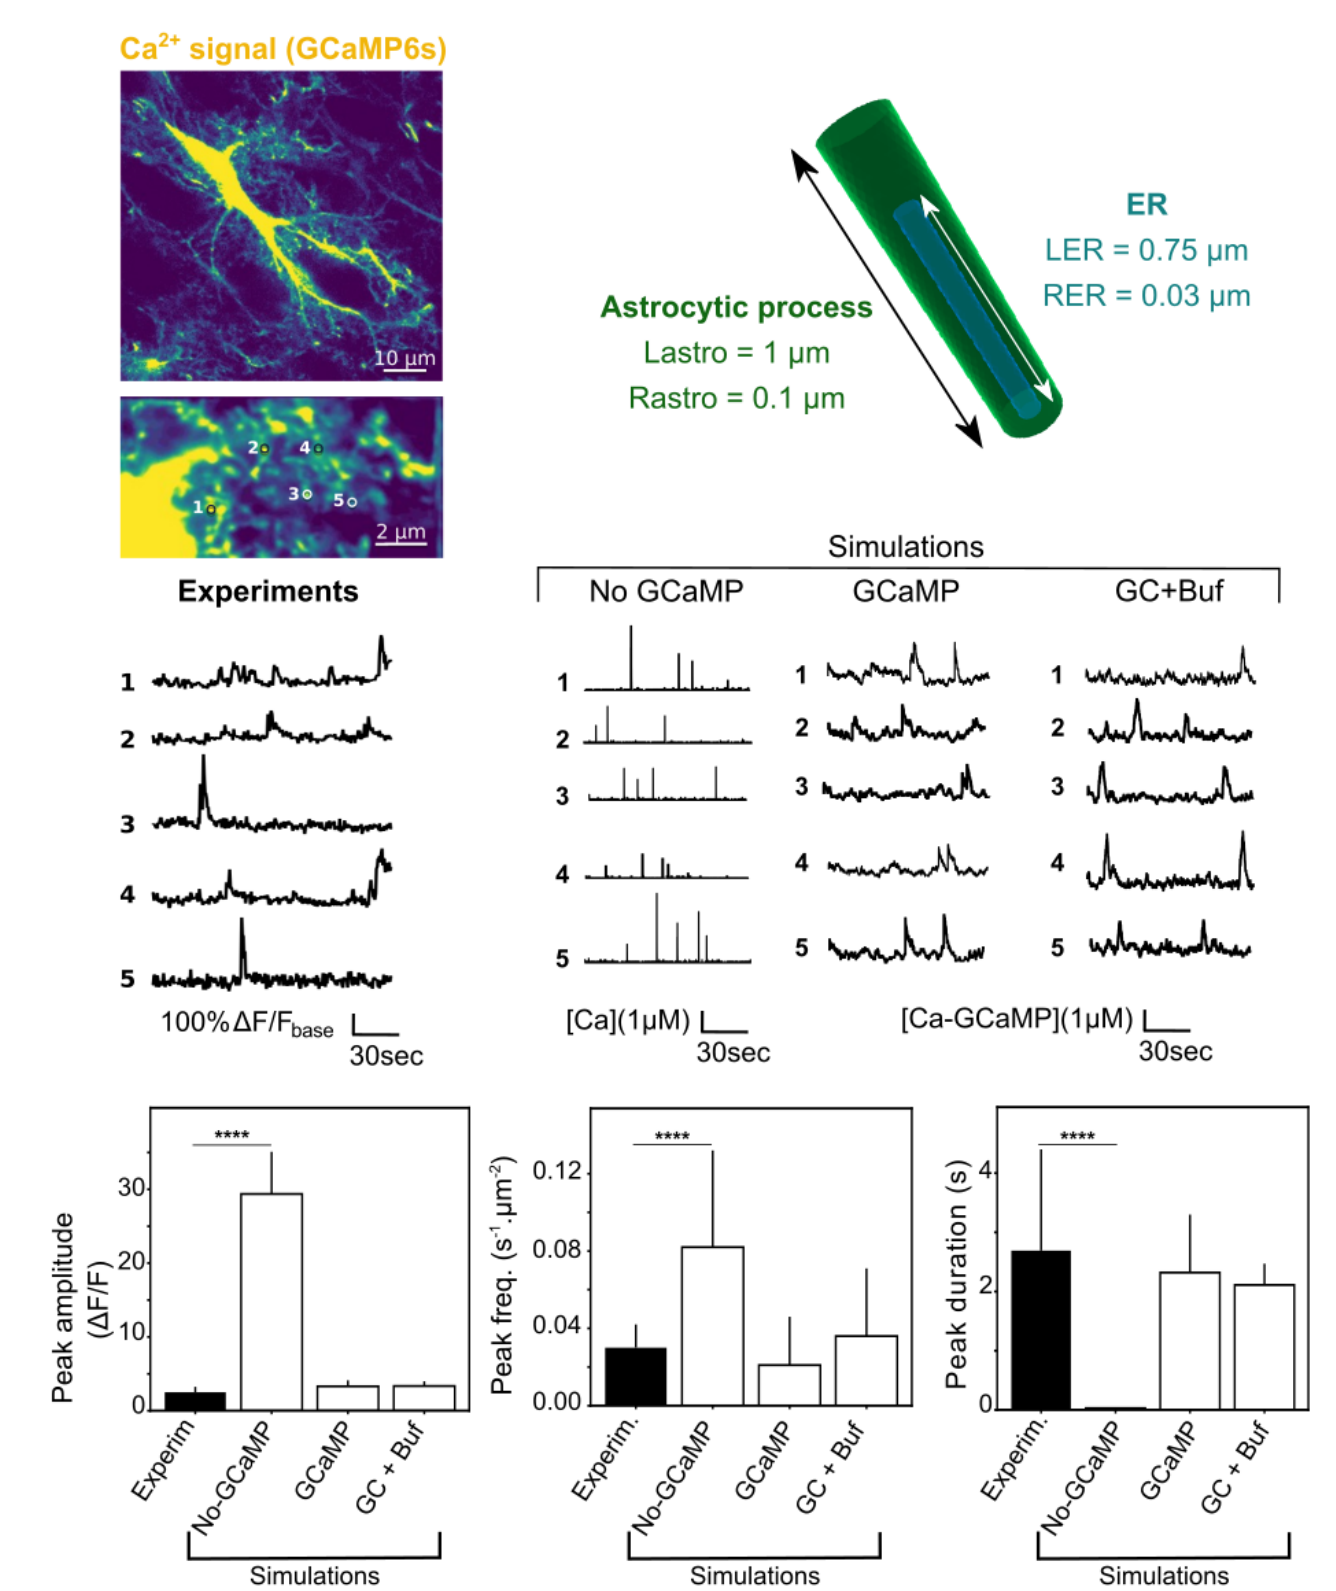 Ca2+ signal (GCaMP6s)
10 µm
2
4
3
5
1
2 µm
ER
LER = 0.75 µm
RER = 0.03 µm
Astrocytic process
Lastro = 1 µm
Rastro = 0.1 µm
Experiments
1
2
3
4
5
100% ΔF/Fbase
30sec
Simulations
No GCaMP
GCaMP
GC+Buf
1
2
3
4
5
[Ca](1µM)
30sec
1
2
3
4
5
1
2
3
4
5
[Ca-GCaMP](1µM)
30sec
****
Peak amplitude
(ΔF/F)
30
20
10
0
Experim.
No-GCaMP
GCaMP
GC + Buf
Simulations
****
Peak freq. (s-1.µm-2)
0.12
0.08
0.04
0.00
Experim.
No-GCaMP
GCaMP
GC + Buf
Simulations
****
Peak duration (s)
4
2
0
Experim.
No-GCaMP
GCaMP
GC + Buf
Simulations